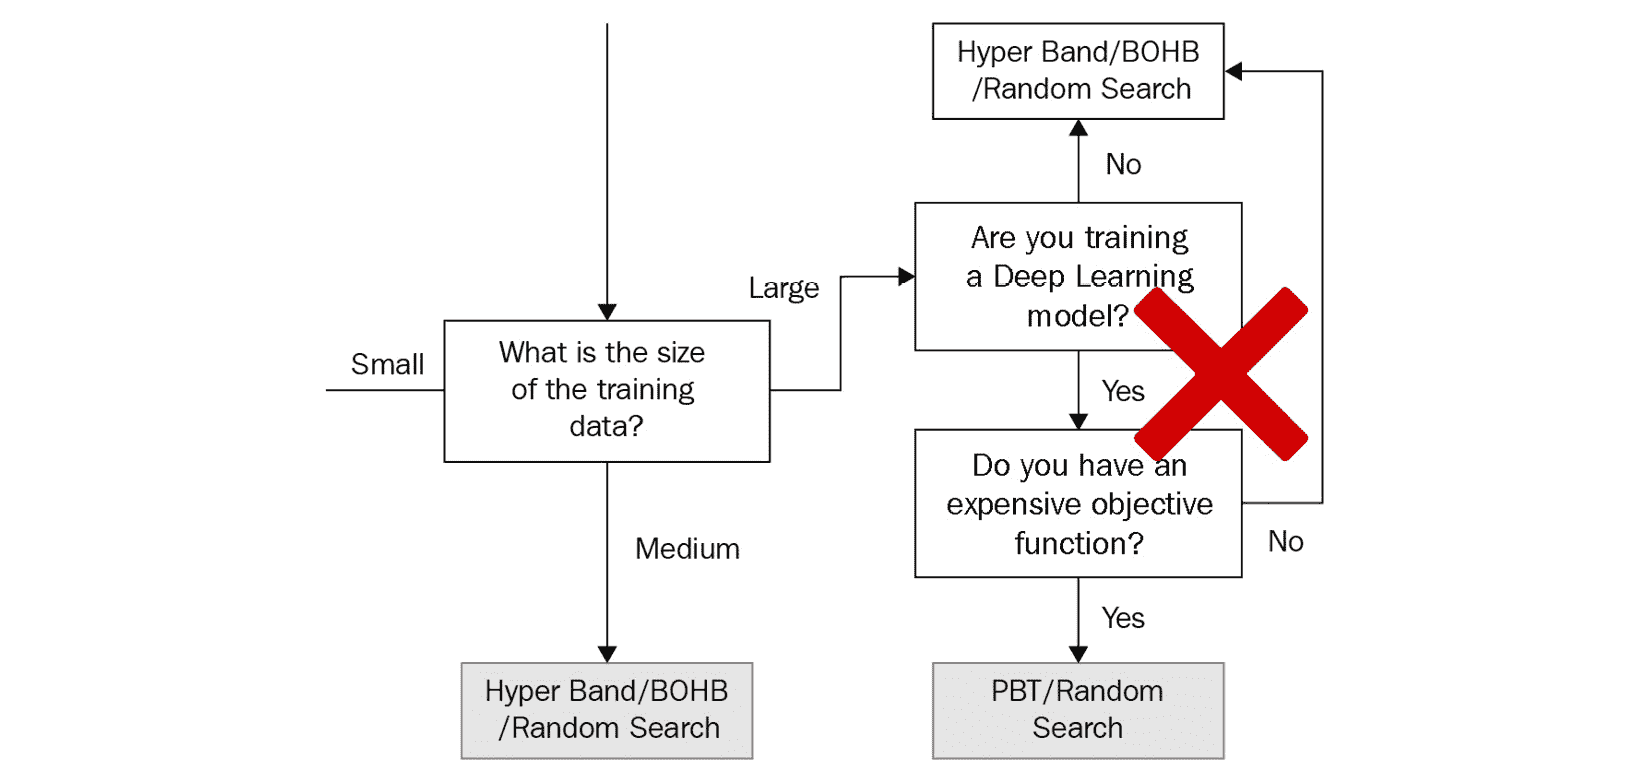 Hyper Band/BOHB
/Random Search
No
Are you training
a Deep Learning
model?
Large
Small
What is the size
of the training
data?
Yes
Do you have an
expensive objective
function?
No
Medium
Yes
Hyper Band/BOHB
/Random Search
PBT/Random
Search